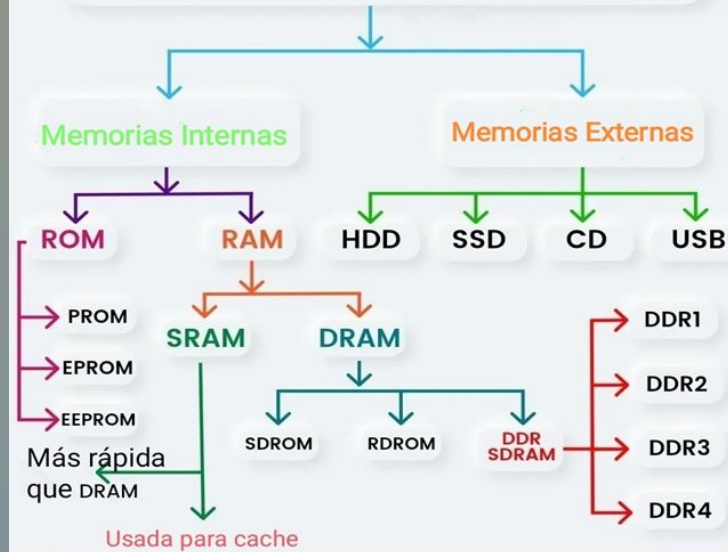 Memorias Internas
Memorias Externas
ROM
RAM
HDD
SSD
CD
USB
PROM
EPROM
EEPROM
SRAM
DRAM
Más rápida
que DRAM
Usada para cache
SDROM
RDROM
DDR
SDRAM
DDR1
DDR2
DDR3
DDR4